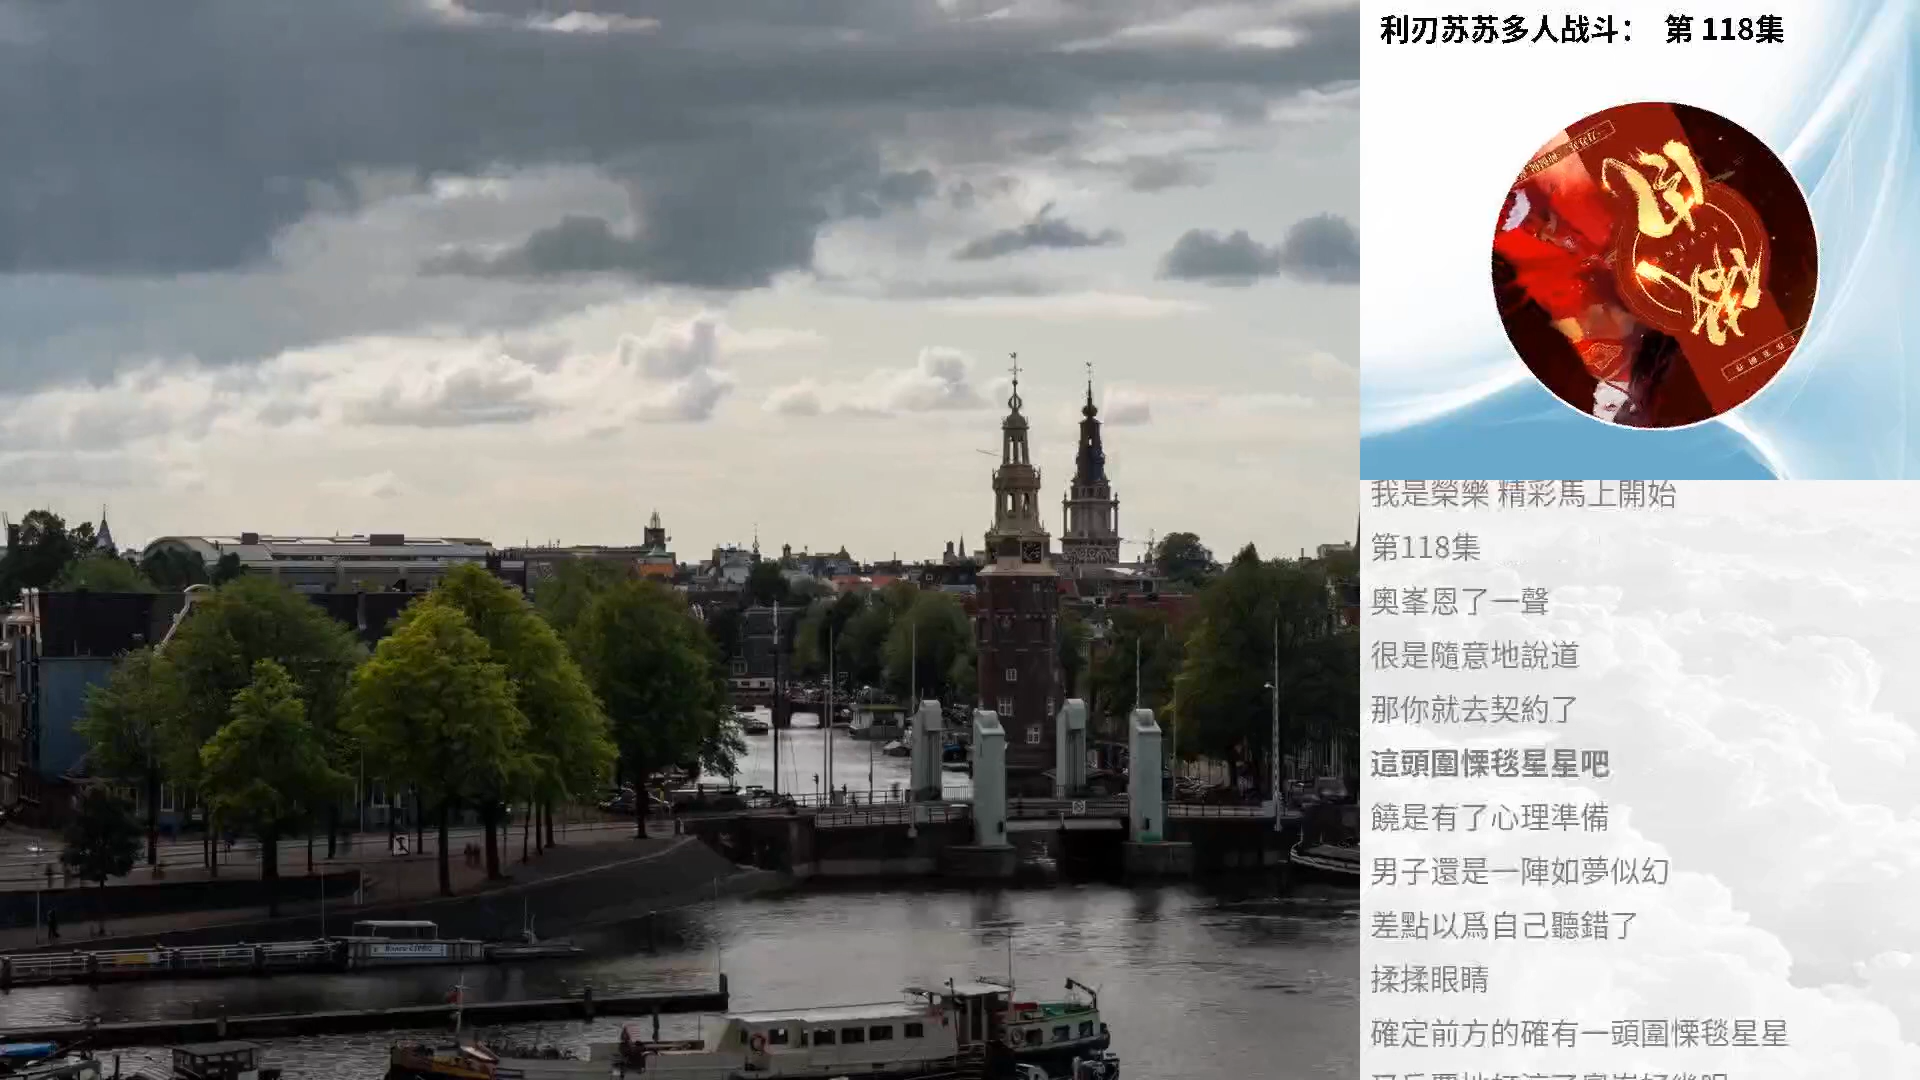 利刃苏苏多人战斗： 第 118集
我是榮樂 精彩馬上開始
第118集
奧峯恩了一聲
很是隨意地說道
那你就去契約了
這頭圍慄毯星星吧
饒是有了心理準備
男子還是一陣如夢似幻
差點以爲自己聽錯了
揉揉眼睛
確定前方的確有一頭圍慄毯星星